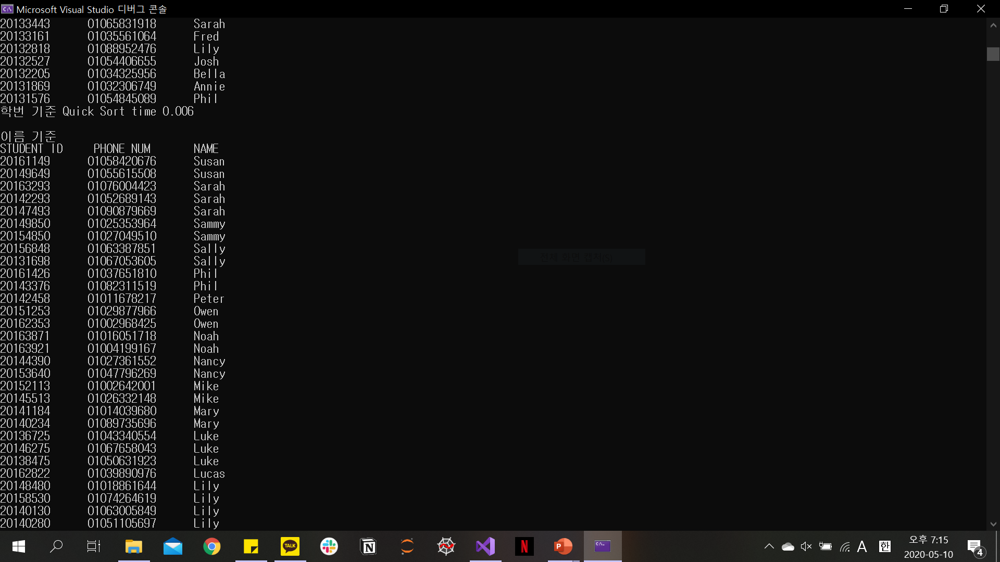 Microsoft Visual Studio 디버그 콘솔
20133443 01065831918 Sarah
20133161 01035561064 Fred
20132818 01088952476 Lily
20132527 01054406655 Josh
20132205 01034325956 Bella
20131869 01032306749 Annie
20131576 01054845089 Phil
학번 기준 Quick Sort time 0.006
이름 기준
STUDENT ID PHONE NUM NAME
20161149 01058420676 Susan
20149649 01055615508 Susan
20163293 01076004423 Sarah
20142293 01052689143 Sarah
20147493 01090879669 Sarah
20149850 01025353964 Sammy
20154850 01027049510 Sammy
20156848 01063387851 Sally
20131698 01067053605 Sally
20161426 01037651810 Phil
20143376 01082311519 Phil
20142458 01011678217 Peter
20151253 01029877966 Owen
20162353 01002968425 Owen
20163871 01016051718 Noah
20163921 01004199167 Noah
20144390 01027361552 Nancy
20153640 01047796269 Nancy
20152113 01002642001 Mike
20145513 01026332148 Mike
20141184 01014039680 Mary
20140234 01089735696 Mary
20136725 01043340554 Luke
20146275 01067658043 Luke
20138475 01050631923 Luke
20162822 01039890976 Lucas
20148480 01018861644 Lily
20158530 01074264619 Lily
20140130 01063005849 Lily
20140280 01051105697 Lily
전체 화면 캡처(S)
TALK
N
N
P
C:\_
A
한
오후 7:15
2020-05-10
4